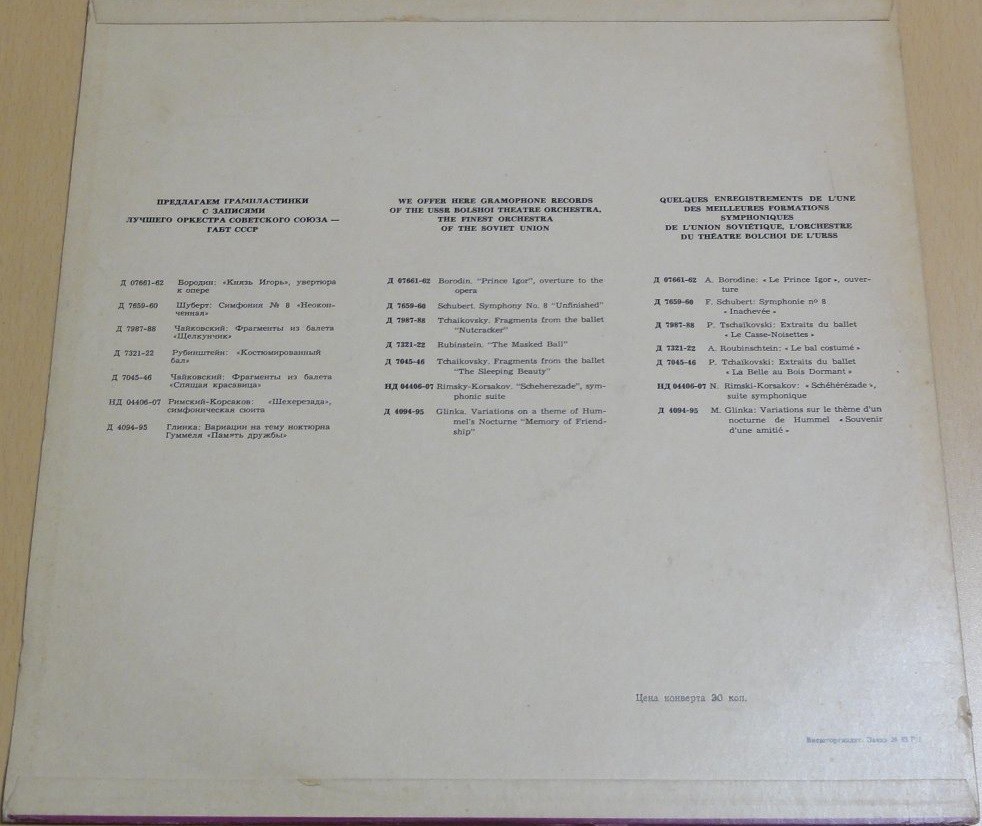 ПРЕДЛАГАЕМ ГРАМПЛАСТИНКИ
С ЗАПИСЯМИ
ЛУЧШЕГО ОРКЕСТРА СОВЕТСКОГО СОЮЗА —
ГАБТ СССР
Д 07661-62 Бородин: «Князь Игорь», увертюра
к опере
Д 7659-60 Шуберт: Симфония № 8 «Неокон-
ченная»
Д 7987-88 Чайковский: Фрагменты из балета
«Щелкунчик»
Д 7321-22 Рубинштейн: «Костюмированный
бал»
Д 7045-46 Чайковский: Фрагменты из балета
«Спящая красавица»
НД 04406-07 Римский-Корсаков: «Шехерезада»,
симфоническая сюита
Д 4094-95 Глинка: Вариации на тему ноктюрна
Гуммеля «Память дружбы»
WE OFFER HERE GRAMOPHONE RECORDS
OF THE USSR BOLSHOI THEATRE ORCHESTRA,
THE FINEST ORCHESTRA
OF THE SOVIET UNION
Д 07661-62 Borodin. "Prince Igor", overture to the
opera
Д 7659-60 Schubert. Symphony No. 8 "Unfinished"
Д 7987-88 Tchaikovsky. Fragments from the ballet
"Nutcracker"
Д 7321-22 Rubinstein. "The Masked Ball"
Д 7045-46 Tchaikovsky. Fragments from the ballet
"The Sleeping Beauty"
НД 04406-07 Rimsky-Korsakov. "Scheherezade", sym-
phonic suite
Д 4094-95 Glinka. Variations on a theme of Hum-
mel's Nocturne "Memory of Friend-
ship"
QUELQUES ENREGISTREMENTS DE L'UNE
DES MEILLEURES FORMATIONS
SYMPHONIQUES
DE L'UNION SOVIÉTIQUE, L'ORCHESTRE
DU THÉATRE BOLCHOI DE L'URSS
Д 07661-62 A. Borodine: « Le Prince Igor », ouver-
ture
Д 7659-60 F. Schubert: Symphonie nº 8
« Inachevée »
Д 7987-88 P. Tschaïkovski: Extraits du ballet
« Le Casse-Noisettes »
Д 7321-22 A. Roubinschtein: « Le bal costumé »
Д 7045-46 P. Tchaïkovski: Extraits du ballet
« La Belle au Bois Dormant »
НД 04406-07 N. Rimski-Korsakov: « Schéhérézade »,
suite symphonique
Д 4094-95 M. Glinka: Variations sur le thème d'un
nocturne de Hummel « Souvenir
d'une amitié »
Цена конверта 30 коп.
Внешторгиздат. Заказ №